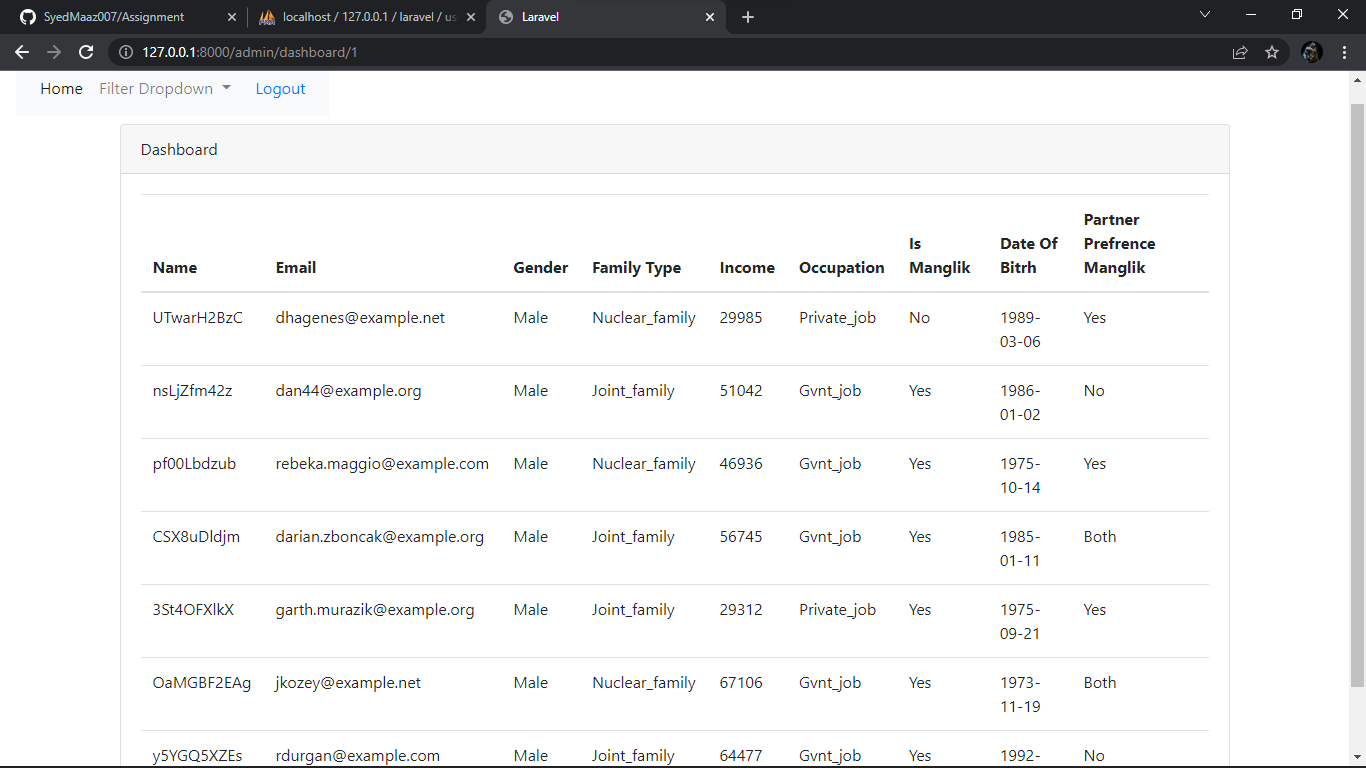 SyedMaaz007/Assignment
localhost / 127.0.0.1 / laravel / us
Laravel
127.0.0.1:8000/admin/dashboard/1
Home Filter Dropdown Logout
Dashboard
Name Email Gender Family Type Income Occupation Is Manglik Date Of Bitrh Partner Prefrence Manglik
UTwarH2BzC dhagenes@example.net Male Nuclear_family 29985 Private_job No 1989-03-06 Yes
nsLjZfm42z dan44@example.org Male Joint_family 51042 Gvnt_job Yes 1986-01-02 No
pf00Lbdzub rebeka.maggio@example.com Male Nuclear_family 46936 Gvnt_job Yes 1975-10-14 Yes
CSX8uDldjm darian.zboncak@example.org Male Joint_family 56745 Gvnt_job Yes 1985-01-11 Both
3St4OFXlkX garth.murazik@example.org Male Joint_family 29312 Private_job Yes 1975-09-21 Yes
OaMGBF2EAg jkozey@example.net Male Nuclear_family 67106 Gvnt_job Yes 1973-11-19 Both
y5YGQ5XZEs rdurgan@example.com Male Joint_family 64477 Gvnt_job Yes 1992- No